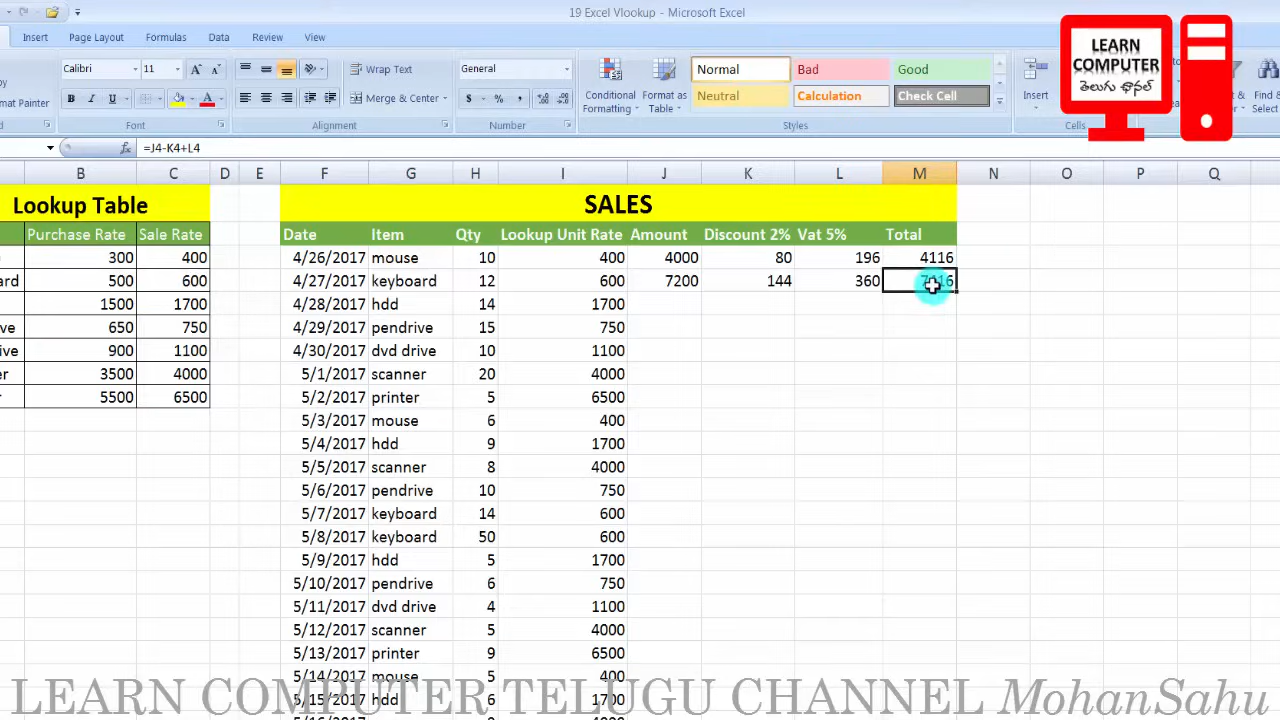 19 Excel Vlookup - Microsoft Excel
Insert Page Layout Formulas Data Review View
LEARN
COMPUTER
తెలుగు ఛానల్
Calibri 11 A A Wrap Text General Normal Bad Good
Format Painter B I U A Merge & Center $ % Conditional Formatting Format as Table Neutral Calculation Check Cell Insert Find &
Font Alignment Number Styles Cells
fx =J4-K4+L4
B C D E F G H I J K L M N O P Q
Lookup Table SALES
Purchase Rate Sale Rate Date Item Qty Lookup Unit Rate Amount Discount 2% Vat 5% Total
300 400 4/26/2017 mouse 10 400 4000 80 196 4116
ard 500 600 4/27/2017 keyboard 12 600 7200 144 360
1500 1700 4/28/2017 hdd 14 1700
ve 650 750 4/29/2017 pendrive 15 750
ive 900 1100 4/30/2017 dvd drive 10 1100
er 3500 4000 5/1/2017 scanner 20 4000
r 5500 6500 5/2/2017 printer 5 6500
5/3/2017 mouse 6 400
5/4/2017 hdd 9 1700
5/5/2017 scanner 8 4000
5/6/2017 pendrive 10 750
5/7/2017 keyboard 14 600
5/8/2017 keyboard 50 600
5/9/2017 hdd 5 1700
5/10/2017 pendrive 6 750
5/11/2017 dvd drive 4 1100
5/12/2017 scanner 5 4000
5/13/2017 printer 9 6500
5/14/2017 mouse 5 400
5/15/2017 hdd 6 1700
LEARN COMPUTER TELUGU CHANNEL MohanSahu